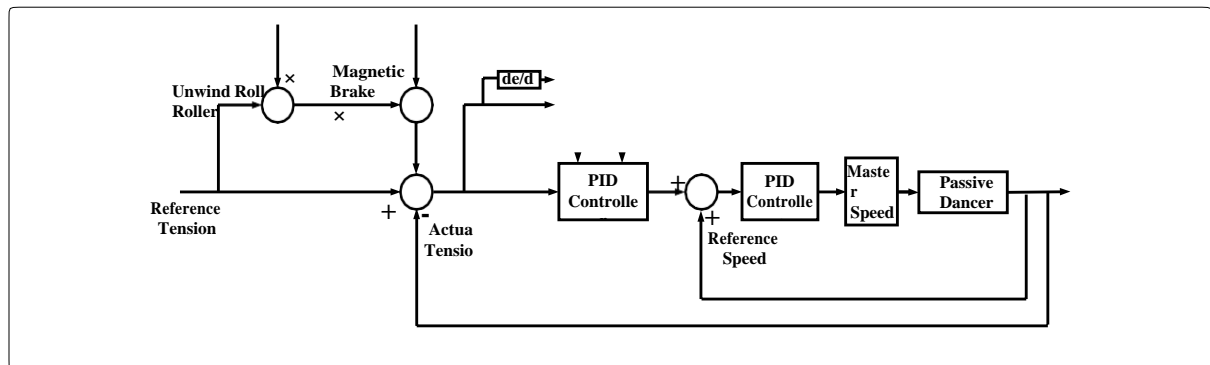 ×
Unwind Roll
Roller
Magnetic
Brake
×
de/d
Reference
Tension
+
-
Actua
Tensio
PID
Controlle
+
+
Reference
Speed
PID
Controlle
Maste
r
Speed
Passive
Dancer